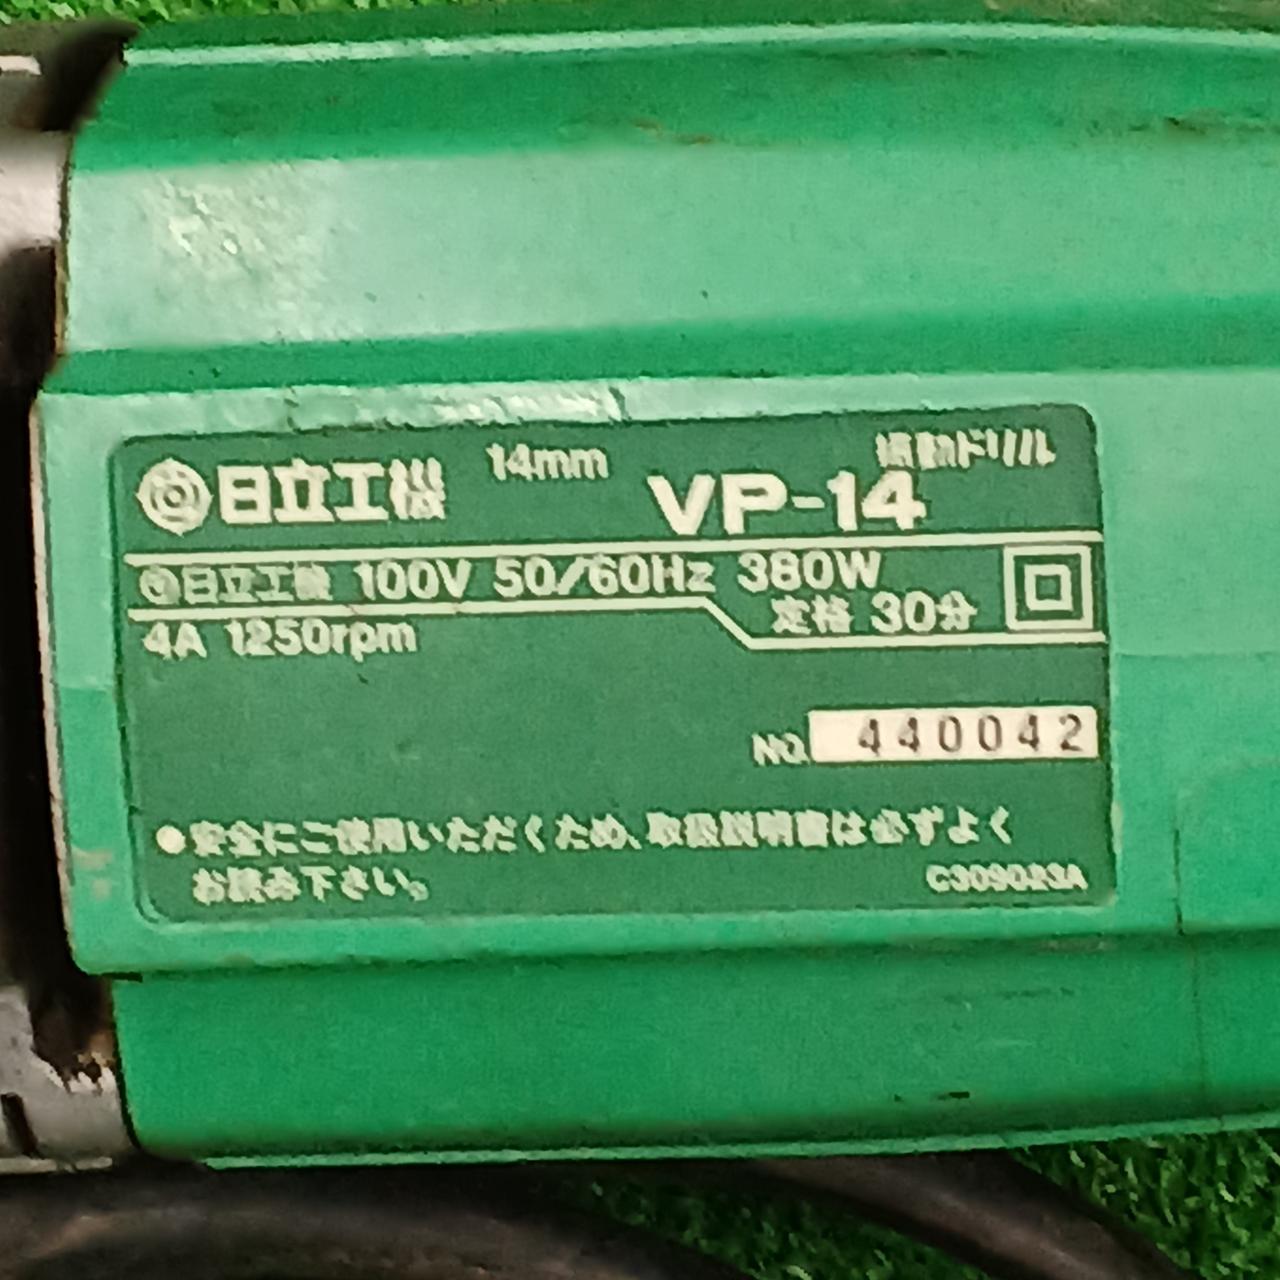 日立工機 14mm 振動ドリル
VP-14
日立工機 100V 50/60Hz 380W
定格 30分
4A 1250rpm
NO. 440042
●安全にご使用いただくため、取扱説明書は必ずよく
お読み下さい。
C309023A